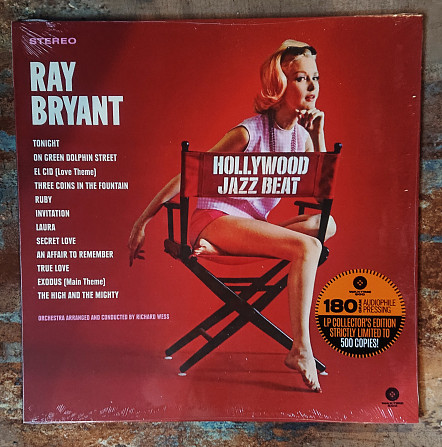 STEREO
RAY
BRYANT
TONIGHT
ON GREEN DOLPHIN STREET
EL CID (Love Theme)
THREE COINS IN THE FOUNTAIN
RUBY
INVITATION
LAURA
SECRET LOVE
AN AFFAIR TO REMEMBER
TRUE LOVE
EXODUS (Main Theme)
THE HIGH AND THE MIGHTY
ORCHESTRA ARRANGED AND CONDUCTED BY RICHARD WESS
HOLLYWOOD
JAZZ BEAT
180 AUDIOPHILE
PRESSING
LP COLLECTOR'S EDITION
STRICTLY LIMITED TO
500 COPIES!